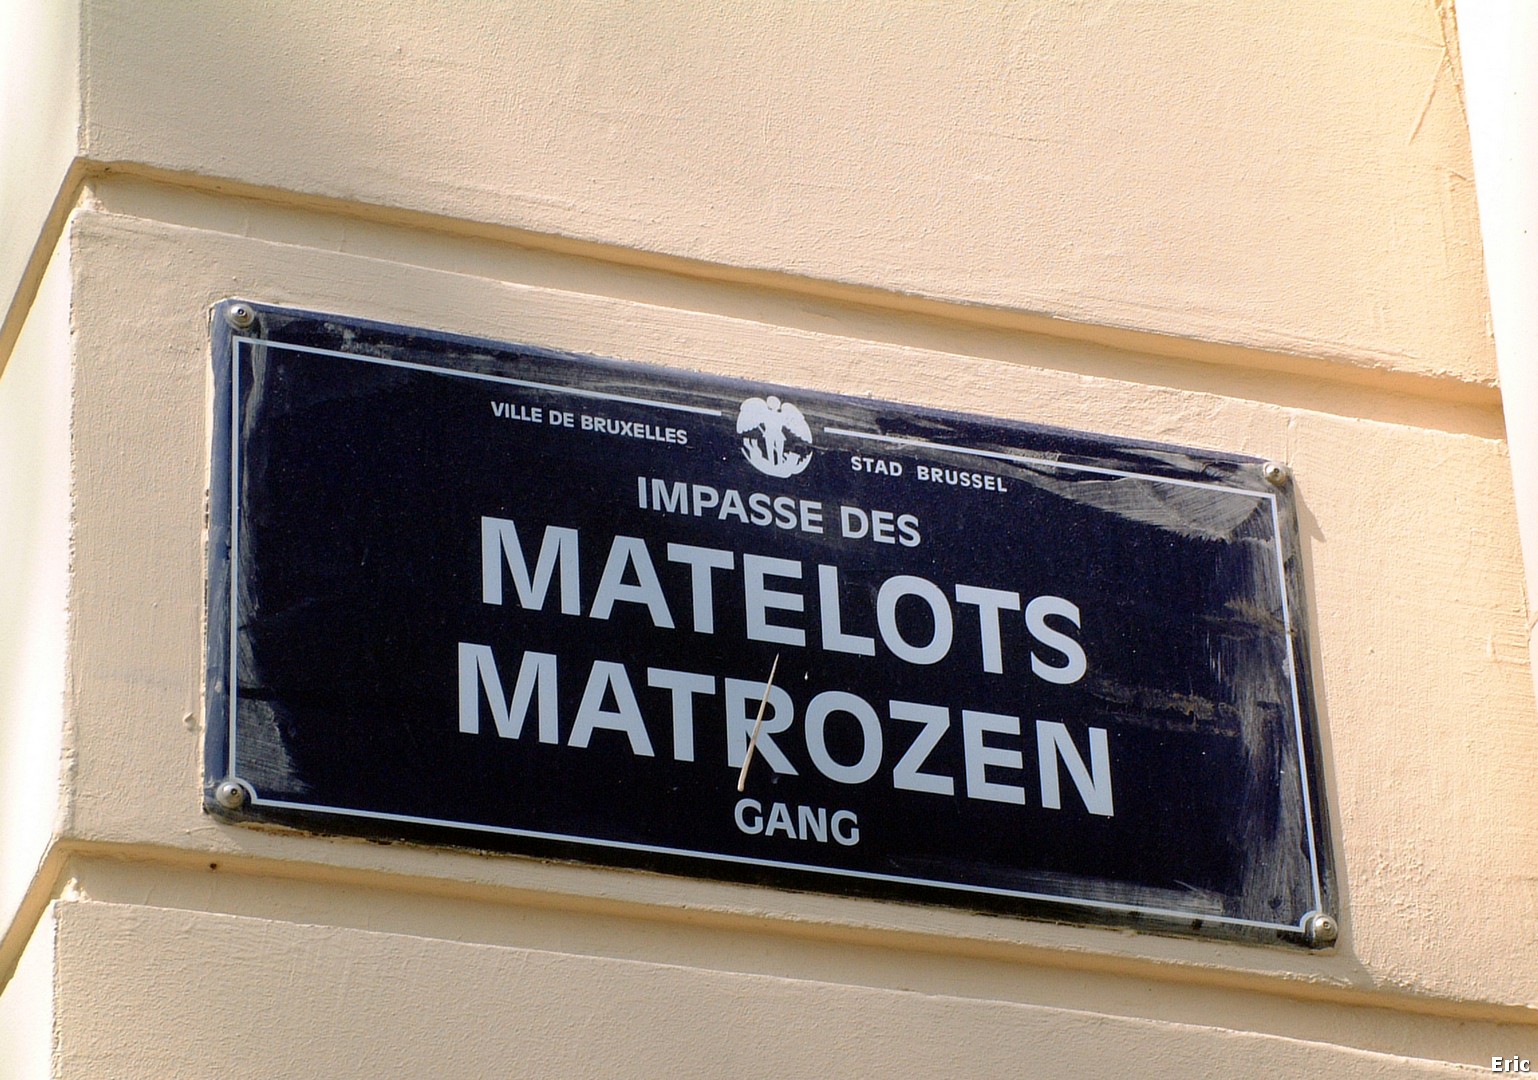 VILLE DE BRUXELLES
STAD BRUSSEL
IMPASSE DES
MATELOTS
MATROZEN
GANG
Eric